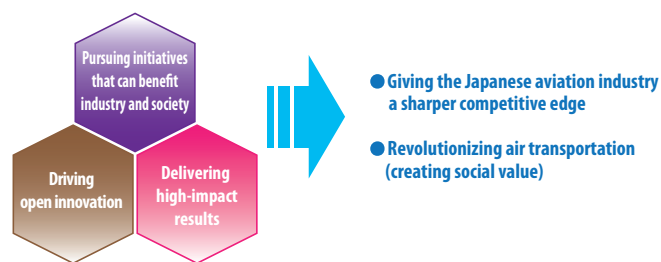 Pursuing initiatives
that can benefit
industry and society
Driving
open innovation
Delivering
high-impact
results
● Giving the Japanese aviation industry
a sharper competitive edge
● Revolutionizing air transportation
(creating social value)